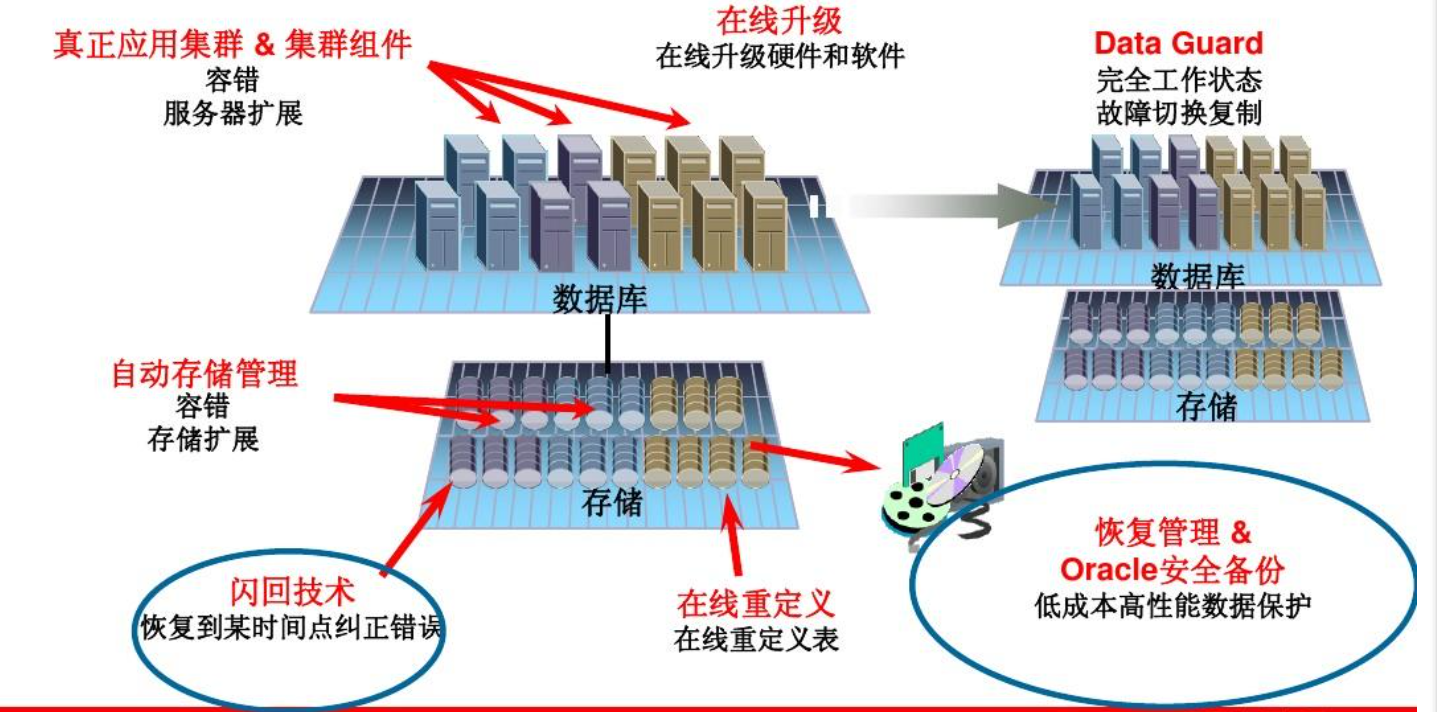 真正应用集群 & 集群组件
容错
服务器扩展
在线升级
在线升级硬件和软件
Data Guard
完全工作状态
故障切换复制
数据库
数据库
自动存储管理
容错
存储扩展
存储
存储
闪回技术
恢复到某时间点纠正错误
在线重定义
在线重定义表
恢复管理 &
Oracle安全备份
低成本高性能数据保护